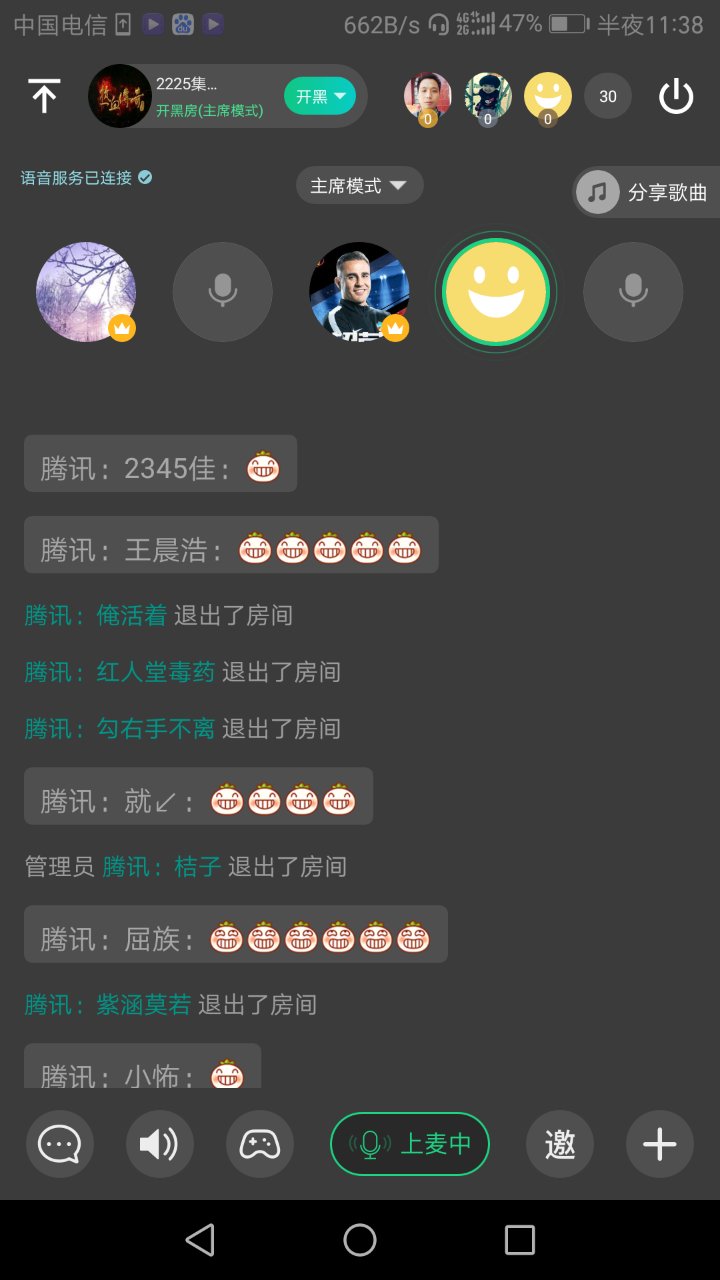 中国电信 662B/s 4G 2G 47% 半夜11:38
热血传奇 2225集... 开黑房(主席模式) 开黑 0 0 0 30
语音服务已连接 主席模式 分享歌曲
腾讯：2345佳：
腾讯：王晨浩：
腾讯：俺活着 退出了房间
腾讯：红人堂毒药 退出了房间
腾讯：勾右手不离 退出了房间
腾讯：就↙：
管理员 腾讯：桔子 退出了房间
腾讯：屈族：
腾讯：紫涵莫若 退出了房间
腾讯：小怖：
上麦中 邀